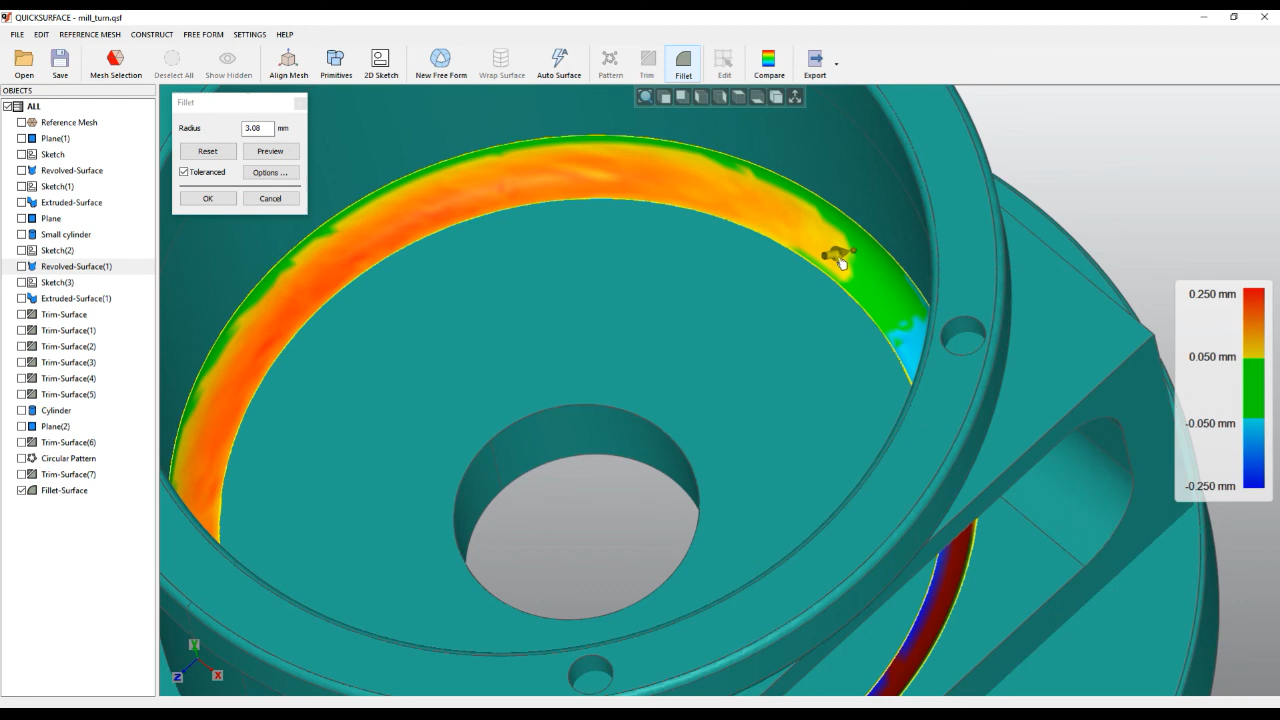 QUICKSURFACE - mill_turn.qsf
FILE EDIT REFERENCE MESH CONSTRUCT FREE FORM SETTINGS HELP
Open Save Mesh Selection Deselect All Show Hidden Align Mesh Primitives 2D Sketch New Free Form Wrap Surface Auto Surface Pattern Trim Fillet Edit Compare Export
OBJECTS
ALL
Reference Mesh
Plane(1)
Sketch
Revolved-Surface
Sketch(1)
Extruded-Surface
Plane
Small cylinder
Sketch(2)
Revolved-Surface(1)
Sketch(3)
Extruded-Surface(1)
Trim-Surface
Trim-Surface(1)
Trim-Surface(2)
Trim-Surface(3)
Trim-Surface(4)
Trim-Surface(5)
Cylinder
Plane(2)
Trim-Surface(6)
Circular Pattern
Trim-Surface(7)
Fillet-Surface
Fillet
Radius 3.08 mm
Reset Preview
Toleranced Options ...
OK Cancel
0.250 mm
0.050 mm
-0.050 mm
-0.250 mm
Y
Z X